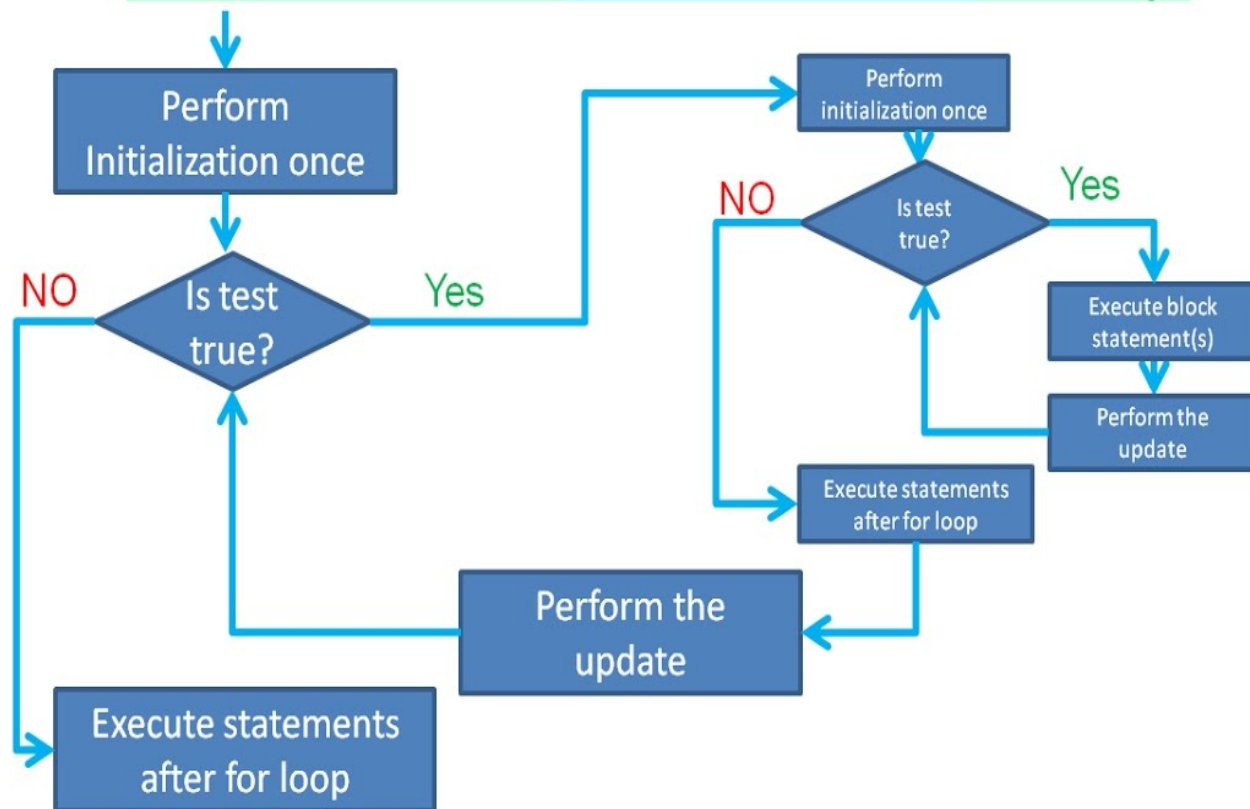 Perform
Initialization once
Is test
true?
NO
Yes
Perform
initialization once
Is test
true?
NO
Yes
Execute block
statement(s)
Perform the
update
Execute statements
after for loop
Perform the
update
Execute statements
after for loop